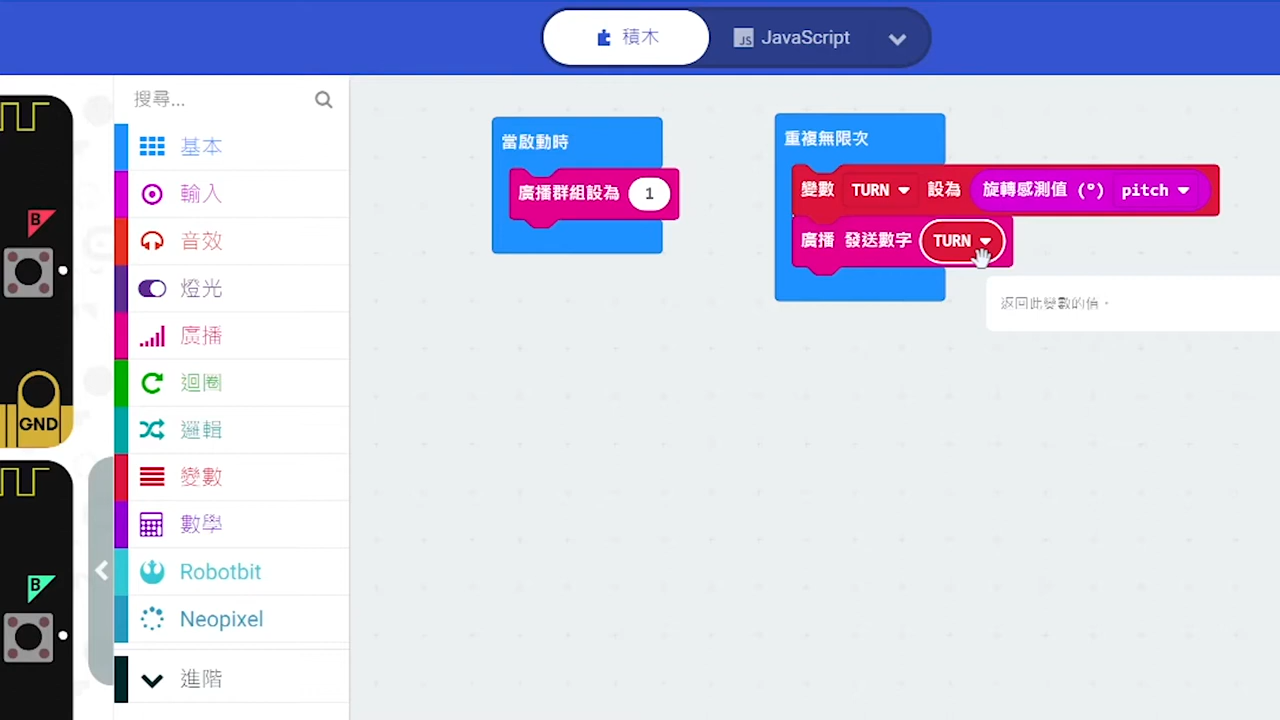 積木
JS JavaScript
搜尋...
基本
輸入
音效
燈光
廣播
迴圈
邏輯
變數
數學
Robotbit
Neopixel
進階
B
GND
B
當啟動時
廣播群組設為 1
重複無限次
變數 TURN 設為 旋轉感測值 (°) pitch
廣播 發送數字 TURN
返回此變數的值。